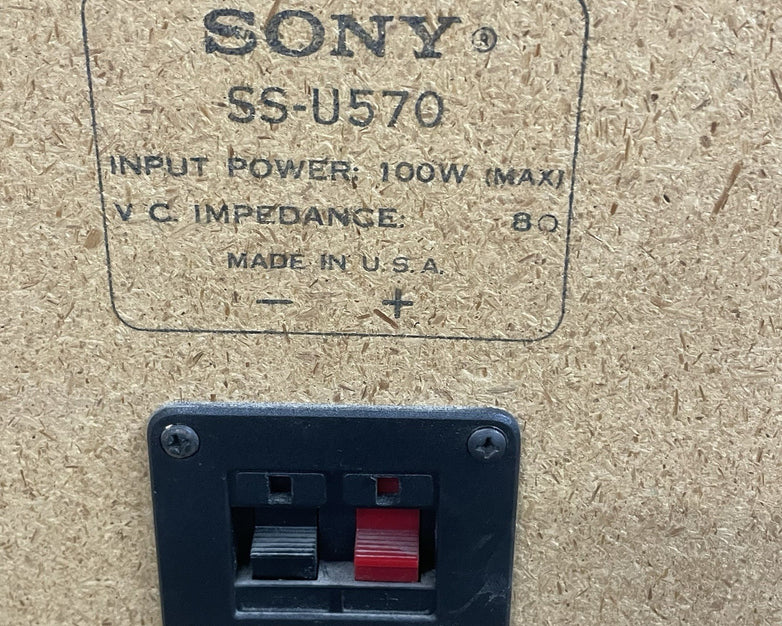 SONY®
SS-U570
INPUT POWER: 100W (MAX)
V.C. IMPEDANCE. 8Ω
MADE IN U.S.A.
− +